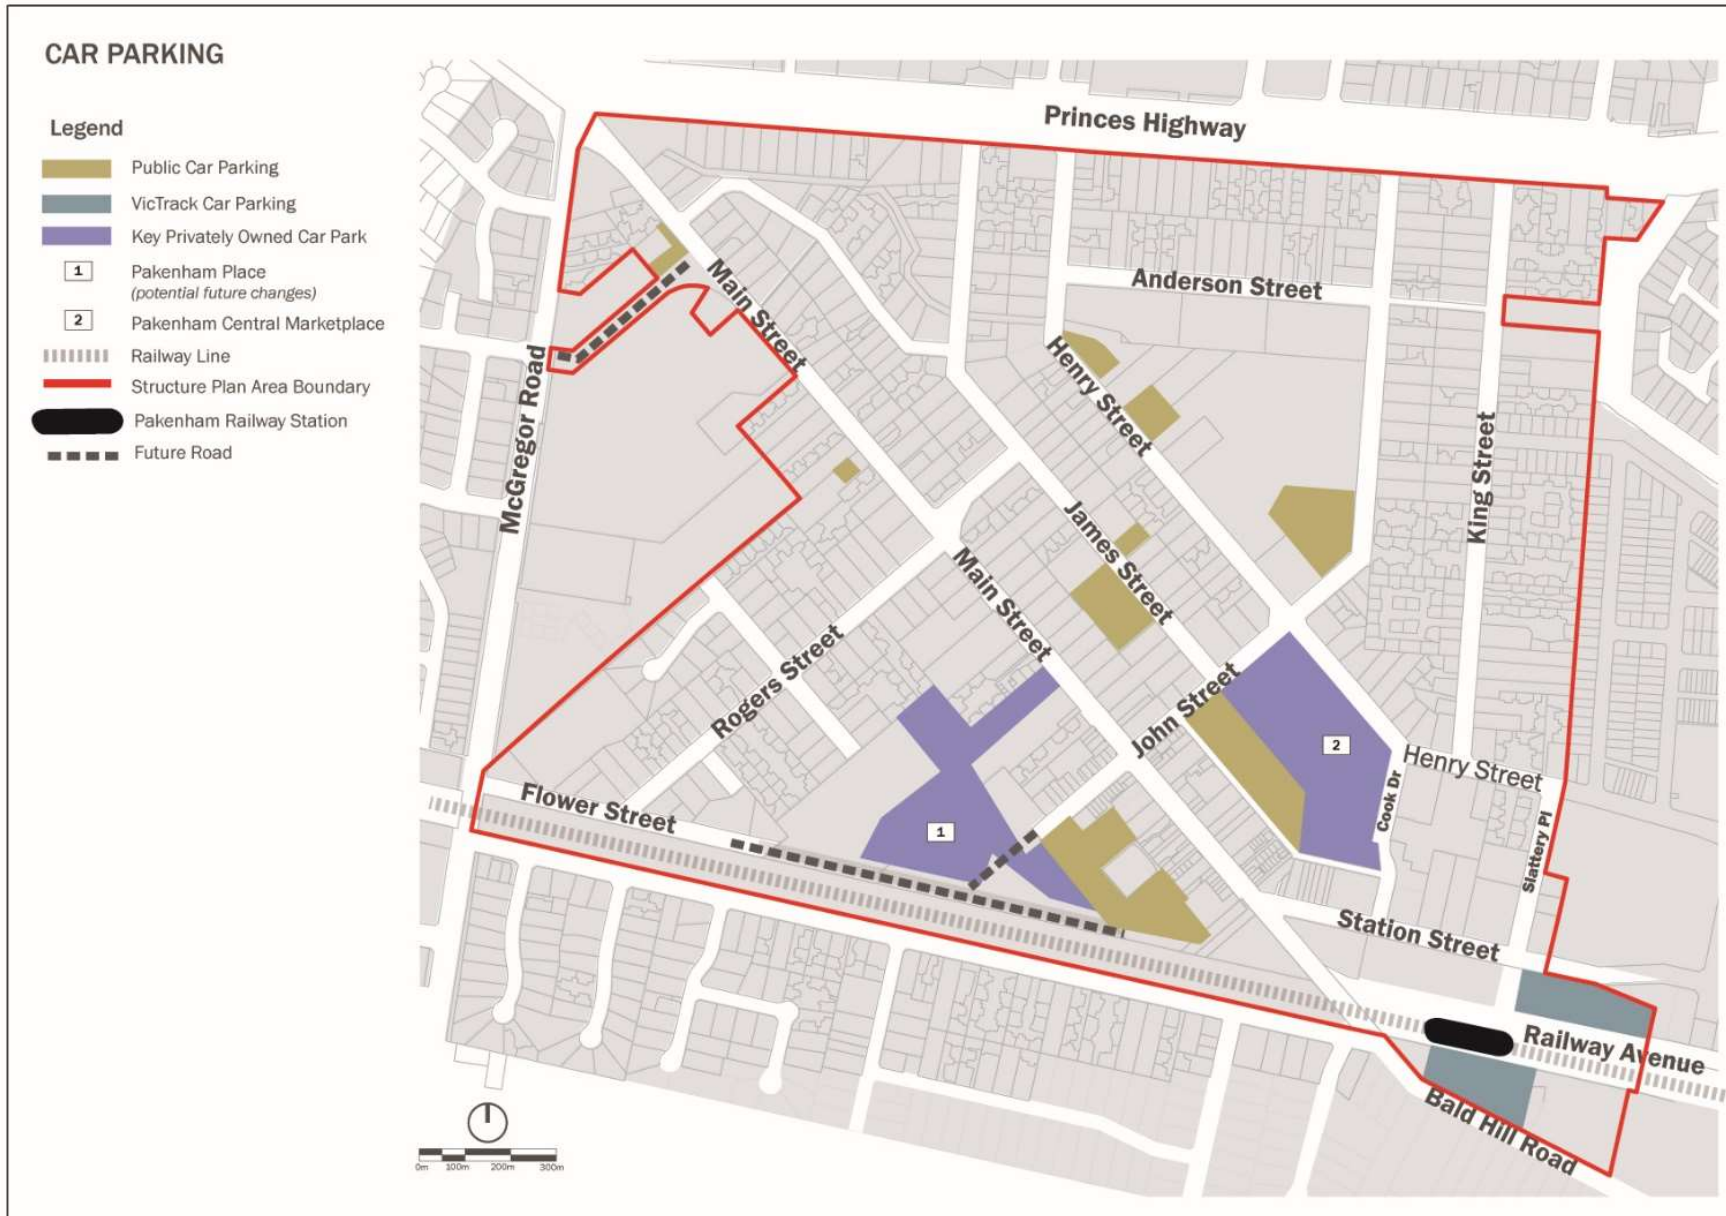 CAR PARKING
Legend
Public Car Parking
VicTrack Car Parking
Key Privately Owned Car Park
1
Pakenham Place
(potential future changes)
2
Pakenham Central Marketplace
Railway Line
Structure Plan Area Boundary
Pakenham Railway Station
Future Road
Princes Highway
Anderson Street
Main Street
Henry Street
McGregor Road
King Street
James Street
Main Street
Rogers Street
John Street
2
Henry Street
Cook Dr
Flower Street
1
Slattery Pl
Station Street
Railway Avenue
Bald Hill Road
0m 100m 200m 300m